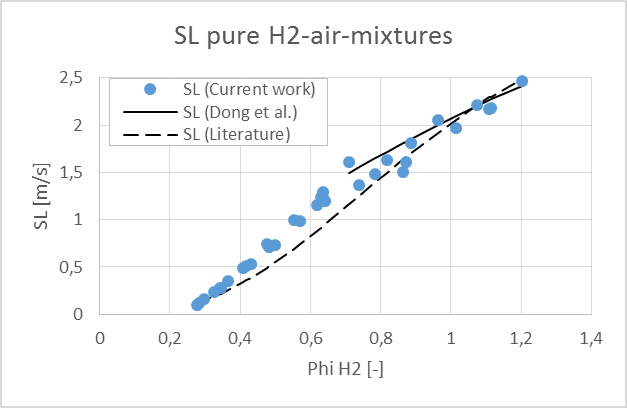 SL pure H2-air-mixtures
2,5
SL (Current work)
SL (Dong et al.)
2
SL (Literature)
1,5
SL [m/s]
1
0,5
0
0
0,2
0,4
0,6
0,8
1
1,2
1,4
Phi H2 [-]